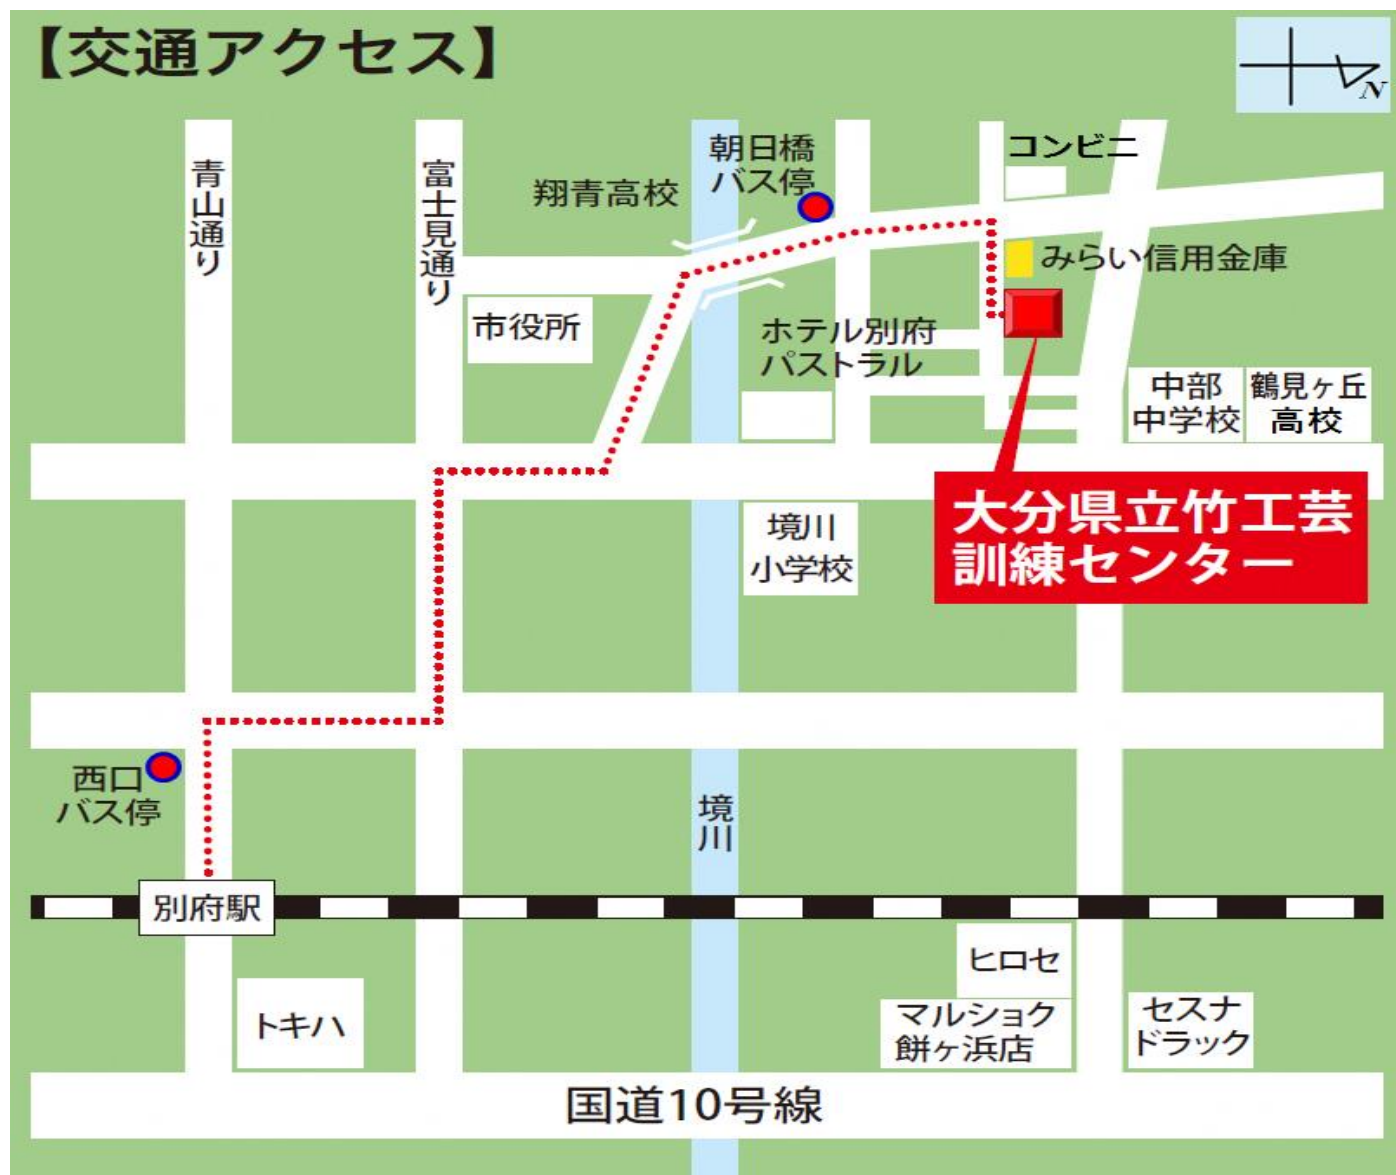 【交通アクセス】
N
青山通り
富士見通り
翔青高校
朝日橋
バス停
コンビニ
みらい信用金庫
市役所
ホテル別府
パストラル
中部
中学校
鶴見ヶ丘
高校
大分県立竹工芸
訓練センター
境川
小学校
西口
バス停
境川
別府駅
トキハ
ヒロセ
マルショク
餅ヶ浜店
セスナ
ドラック
国道10号線